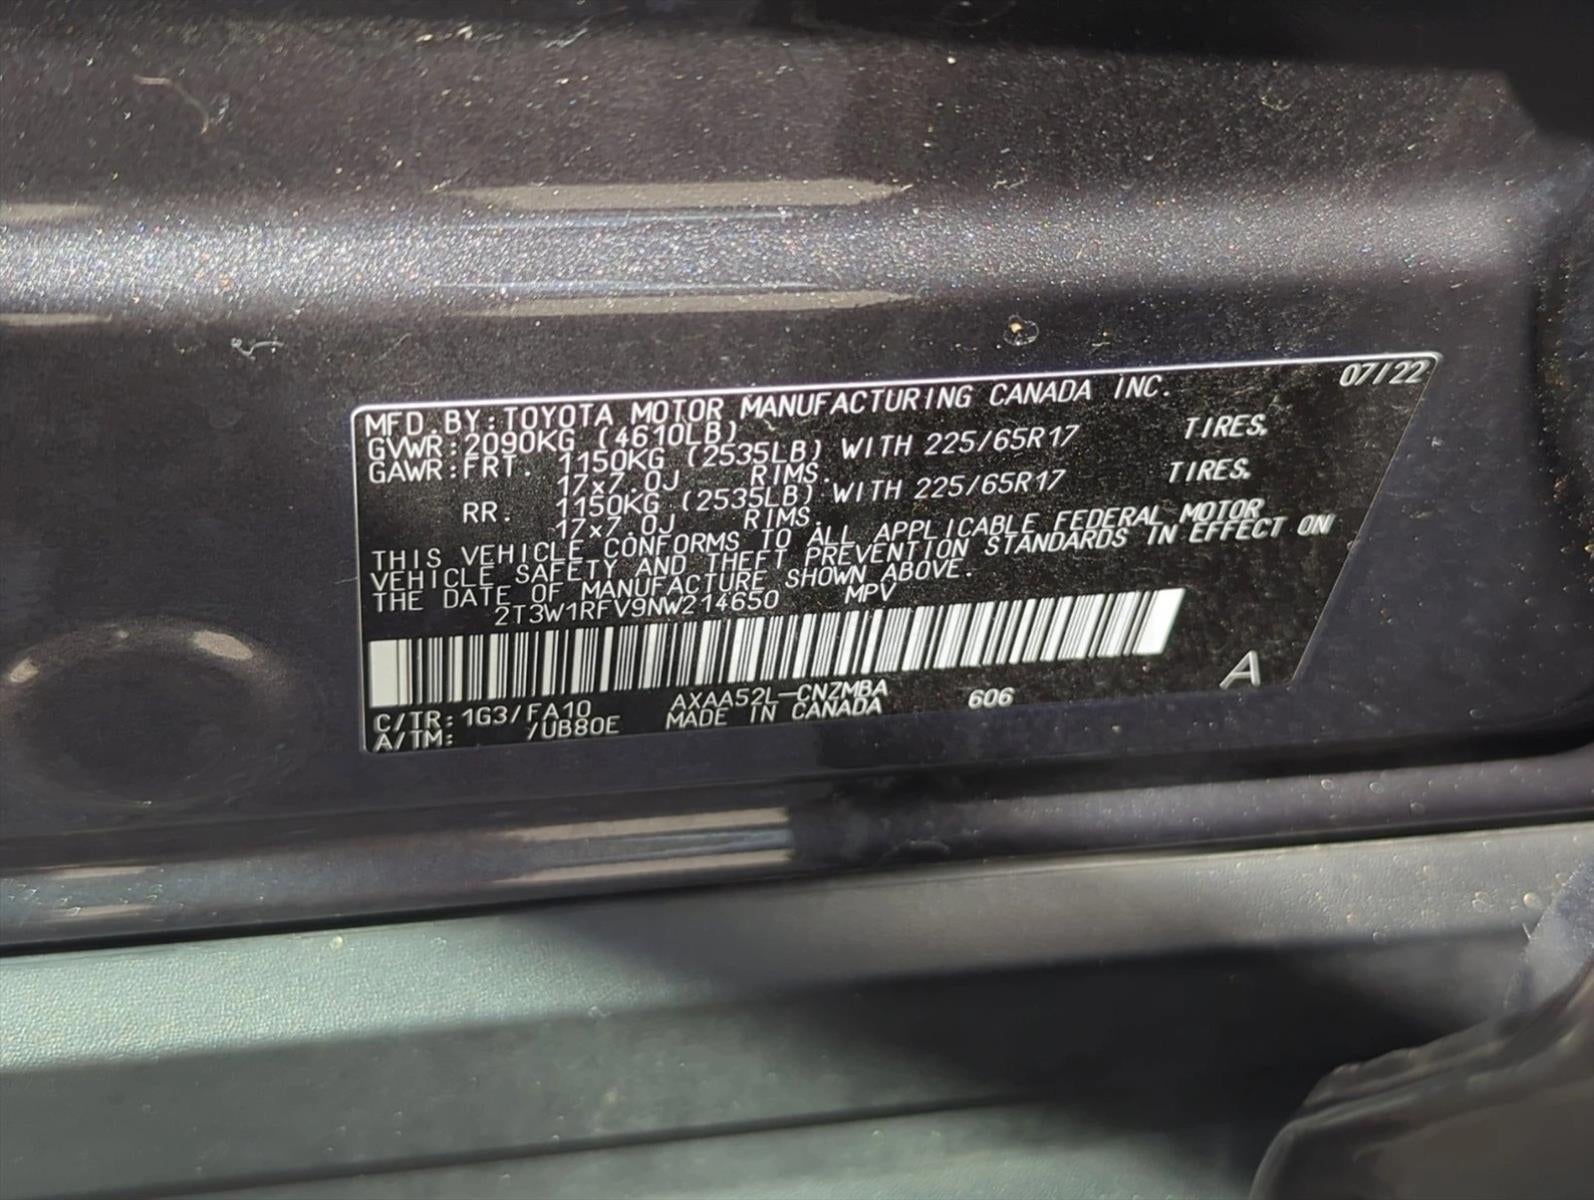 MFD. BY: TOYOTA MOTOR MANUFACTURING CANADA INC. 07/22
GVWR: 2090KG (4610LB)
GAWR: FRT. 1150KG (2535LB) WITH 225/65R17 TIRES,
17x7.0J RIMS.
RR. 1150KG (2535LB) WITH 225/65R17 TIRES,
17x7.0J RIMS.
THIS VEHICLE CONFORMS TO ALL APPLICABLE FEDERAL MOTOR
VEHICLE SAFETY AND THEFT PREVENTION STANDARDS IN EFFECT ON
THE DATE OF MANUFACTURE SHOWN ABOVE.
2T3W1RFV9NW214650 MPV
C/TR: 1G3/FA10 AXAA52L-CNZMBA 606 A
A/TM: /UB80E MADE IN CANADA